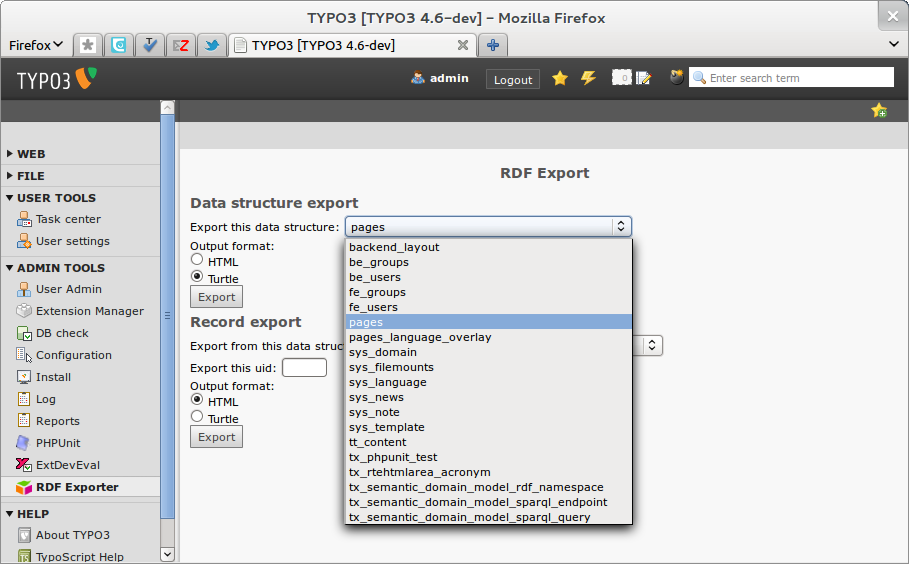 TYPO3 [TYPO3 4.6-dev] - Mozilla Firefox
Firefox
TYPO3 [TYPO3 4.6-dev]
TYPO3
admin
Logout
0
Enter search term
WEB
FILE
USER TOOLS
Task center
User settings
ADMIN TOOLS
User Admin
Extension Manager
DB check
Configuration
Install
Log
Reports
PHPUnit
ExtDevEval
RDF Exporter
HELP
About TYPO3
TypoScript Help
RDF Export
Data structure export
Export this data structure: pages
Output format:
HTML
Turtle
Export
Record export
Export from this data struc
Export this uid:
Output format:
HTML
Turtle
Export
backend_layout
be_groups
be_users
fe_groups
fe_users
pages
pages_language_overlay
sys_domain
sys_filemounts
sys_language
sys_news
sys_note
sys_template
tt_content
tx_phpunit_test
tx_rtehtmlarea_acronym
tx_semantic_domain_model_rdf_namespace
tx_semantic_domain_model_sparql_endpoint
tx_semantic_domain_model_sparql_query